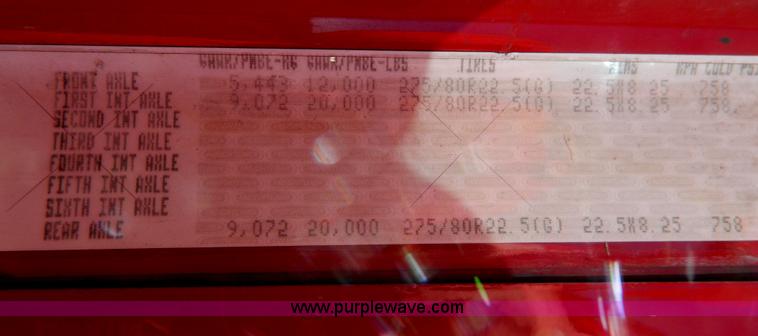 GAWR/PNBE-KG GAWR/PNBE-LBS TIRES RIMS KPA COLD PSI
FRONT AXLE 5,443 12,000 275/80R22.5(G) 22.5X8.25 758
FIRST INT AXLE 9,072 20,000 275/80R22.5(G) 22.5X8.25 758
SECOND INT AXLE
THIRD INT AXLE
FOURTH INT AXLE
FIFTH INT AXLE
SIXTH INT AXLE
REAR AXLE 9,072 20,000 275/80R22.5(G) 22.5X8.25 758
www.purplewave.com